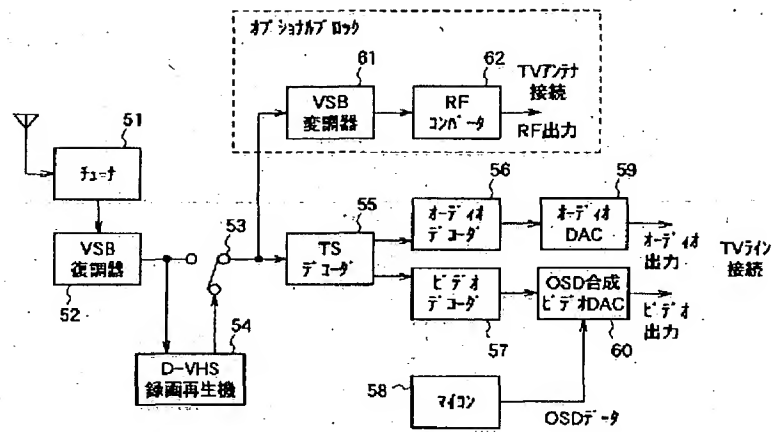 オプショナルブロック
61
62
VSB
変調器
RF
コンバータ
TVアンテナ
接続
RF出力
51
チューナ
VSB
復調器
52
53
54
D-VHS
録画再生機
55
TS
デコーダ
56
オーディオ
デコーダ
59
オーディオ
DAC
オーディオ
出力
TVライン
接続
ビデオ
デコーダ
57
OSD合成
ビデオDAC
60
ビデオ
出力
58
マイコン
OSDデータ